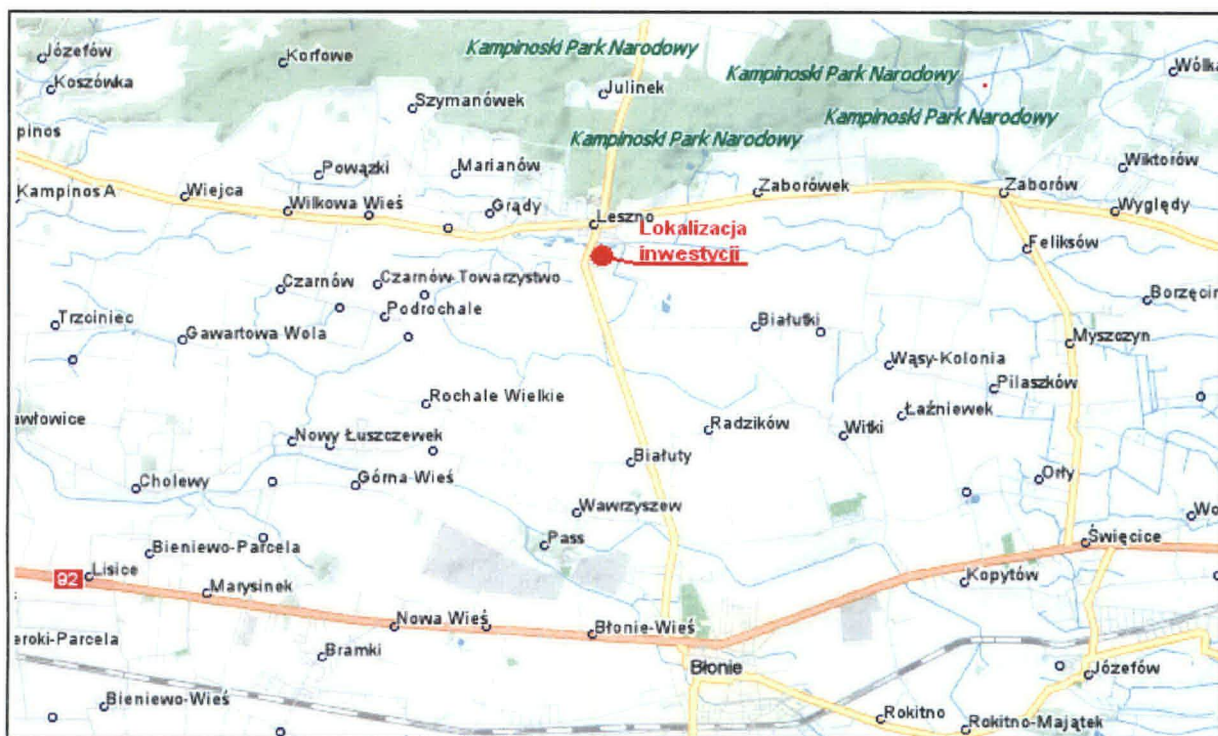 Józefów
Korfowe
Kampinoski Park Narodowy
Kampinoski Park Narodowy
Wólka
Koszówka
Julinek
Szymanówek
Kampinoski Park Narodowy
Kampinoski Park Narodowy
pinos
Powązki
Marianów
Wiktorów
Kampinos A
Wiejca
Zaborówek
Zaborów
Wilkowa Wieś
Grądy
Leszno
Wyględy
Lokalizacja
inwestycji
Feliksów
Czarnów
Czarnów-Towarzystwo
Borzęcin
Trzciniec
Podrochale
Białutki
Gawartowa Wola
Myszczyn
Wąsy-Kolonia
Pilaszków
Rochale Wielkie
Łaźniewek
awłowice
Radzików
Witki
Nowy Łuszczewek
Białuty
Cholewy
Górna-Wieś
Orły
Wawrzyszew
Wo
Pass
Święcice
Bieniewo-Parcela
Lisice
92
Marysinek
Kopytów
Nowa Wieś
Błonie-Wieś
eroki-Parcela
Bramki
Błonie
Józefów
Bieniewo-Wieś
Rokitno
Rokitno-Majątek